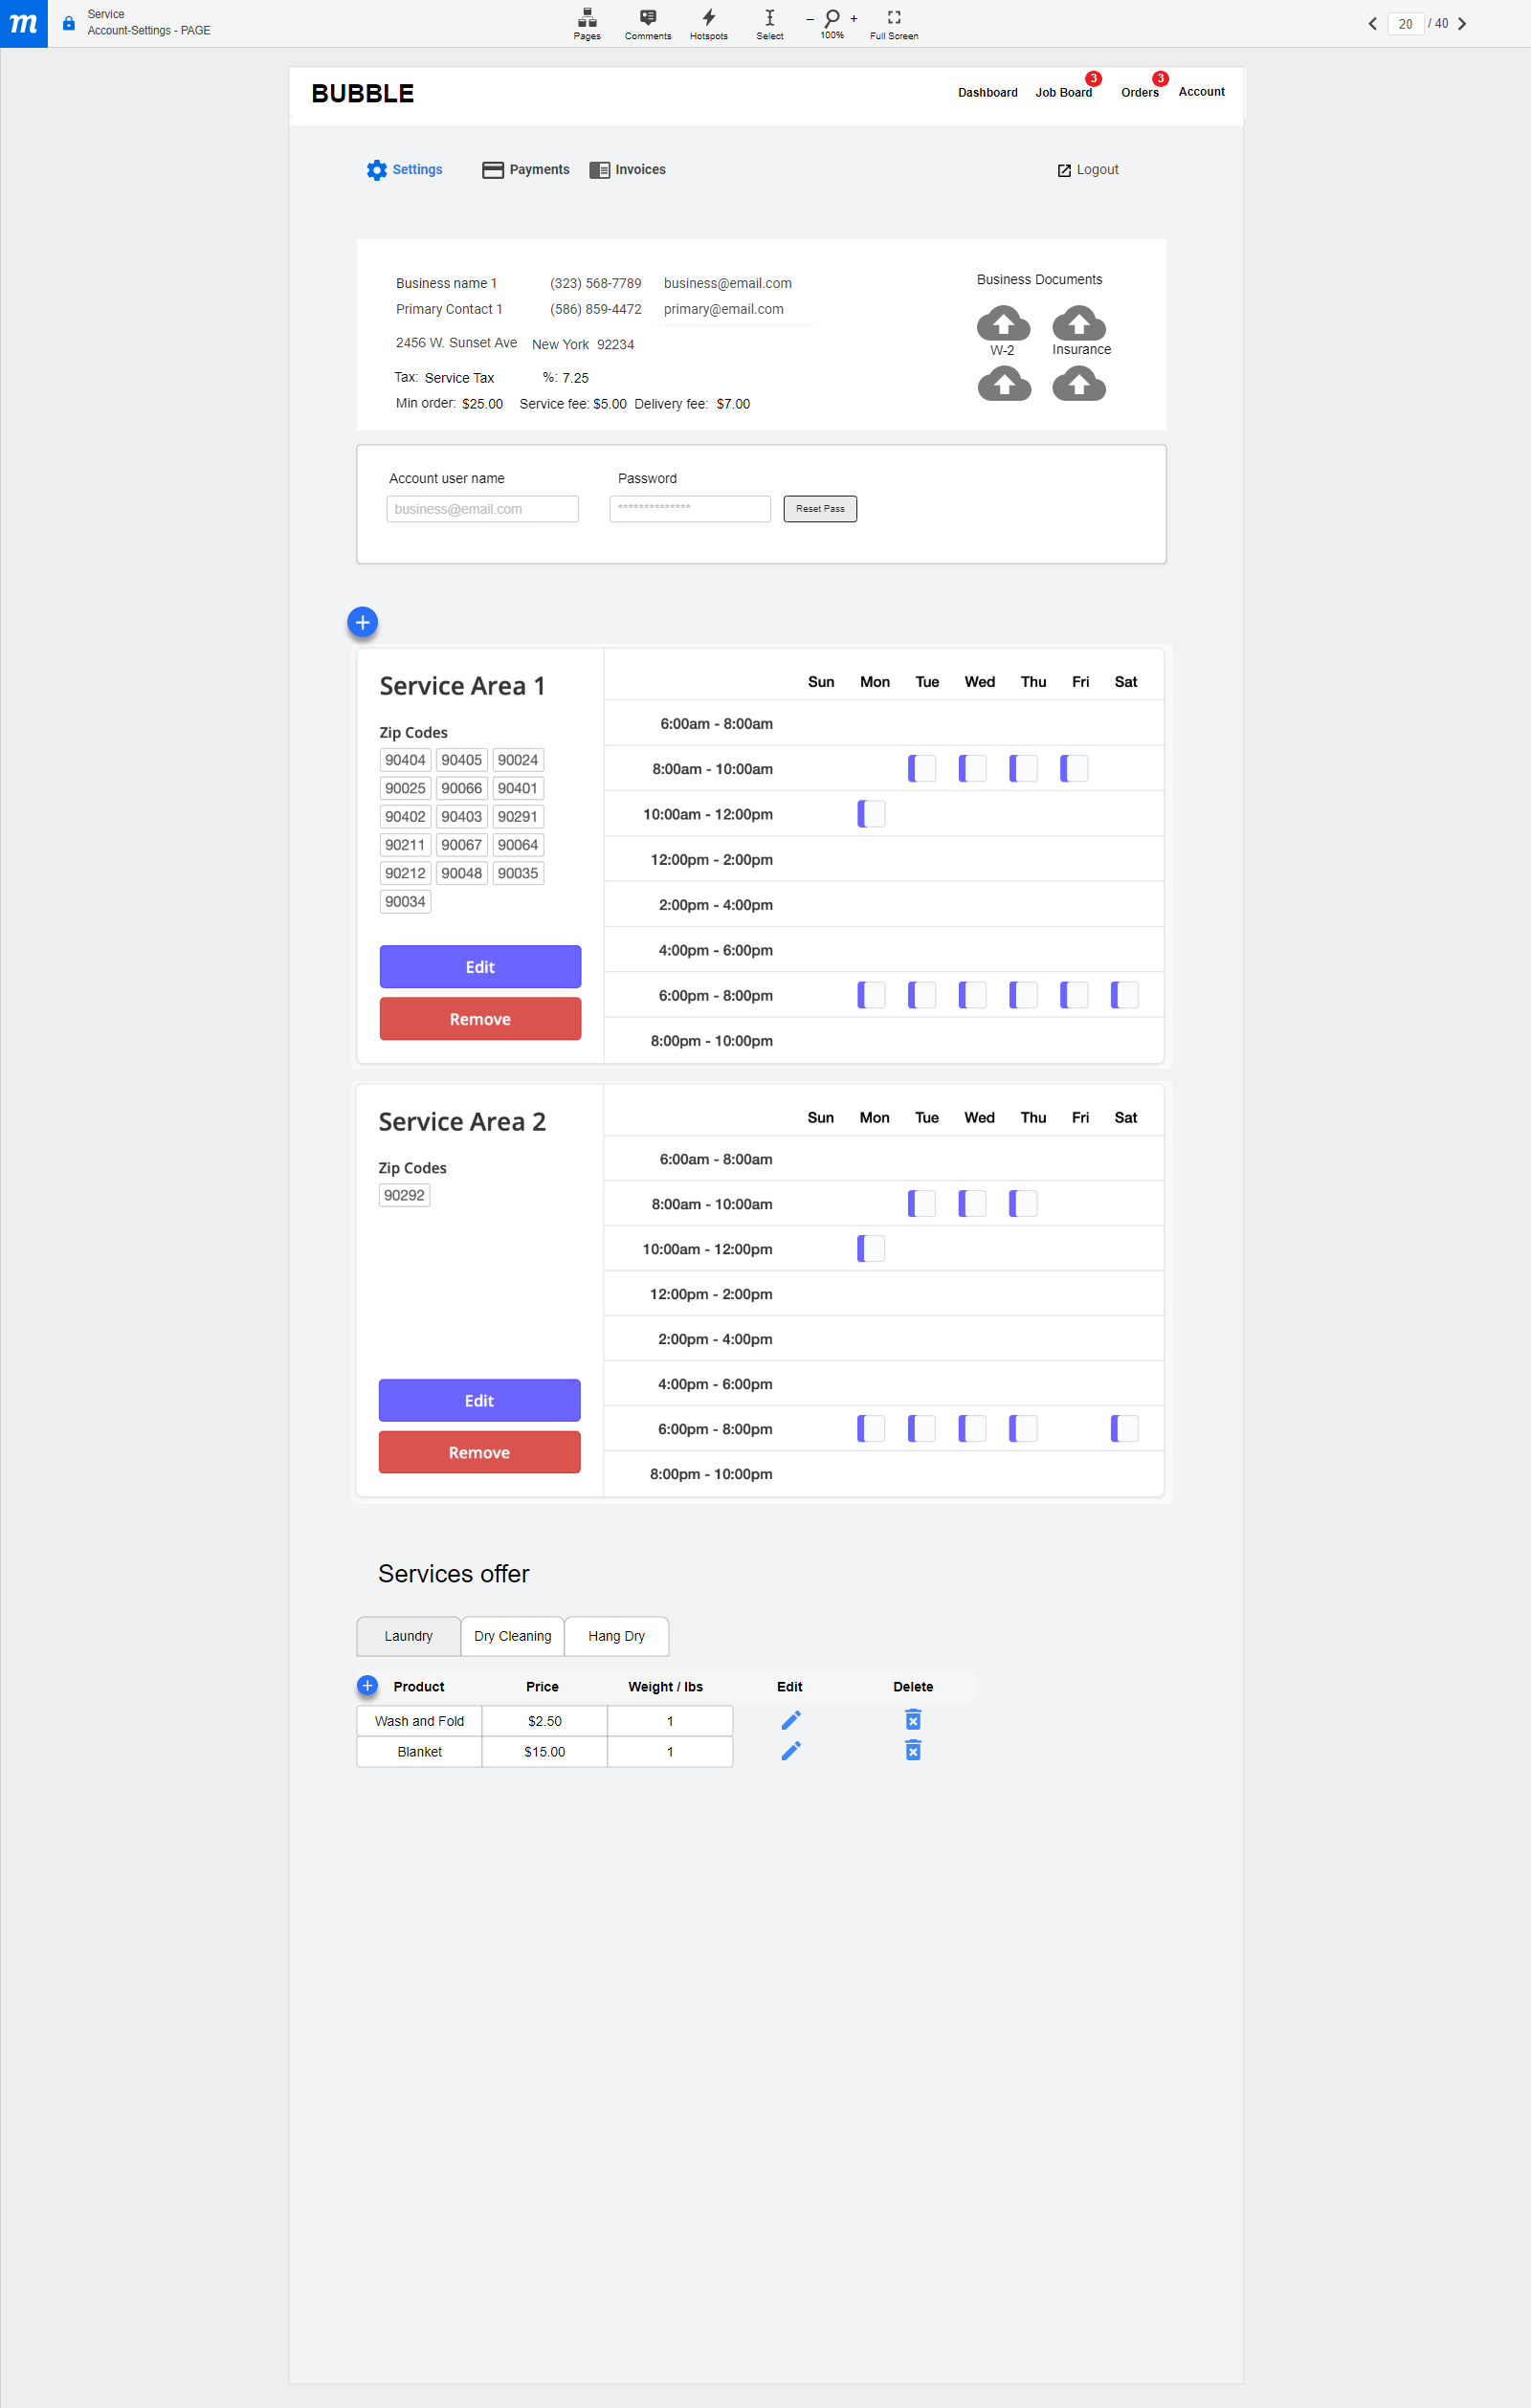 m
Service
Account-Settings - PAGE
Pages
Comments
Hotspots
Select
– +
100%
Full Screen
20 / 40
BUBBLE
Dashboard
Job Board 3
Orders 3
Account
Settings
Payments
Invoices
Logout
Business name 1 (323) 568-7789 business@email.com
Primary Contact 1 (586) 859-4472 primary@email.com
2456 W. Sunset Ave New York 92234
Tax: Service Tax %: 7.25
Min order: $25.00 Service fee: $5.00 Delivery fee: $7.00
Business Documents
W-2 Insurance
Account user name Password
business@email.com ************** Reset Pass
+
Service Area 1
Zip Codes
90404 90405 90024
90025 90066 90401
90402 90403 90291
90211 90067 90064
90212 90048 90035
90034
Edit
Remove
Sun Mon Tue Wed Thu Fri Sat
6:00am - 8:00am
8:00am - 10:00am
10:00am - 12:00pm
12:00pm - 2:00pm
2:00pm - 4:00pm
4:00pm - 6:00pm
6:00pm - 8:00pm
8:00pm - 10:00pm
Service Area 2
Zip Codes
90292
Edit
Remove
Sun Mon Tue Wed Thu Fri Sat
6:00am - 8:00am
8:00am - 10:00am
10:00am - 12:00pm
12:00pm - 2:00pm
2:00pm - 4:00pm
4:00pm - 6:00pm
6:00pm - 8:00pm
8:00pm - 10:00pm
Services offer
Laundry Dry Cleaning Hang Dry
+ Product Price Weight / lbs Edit Delete
Wash and Fold $2.50 1
Blanket $15.00 1